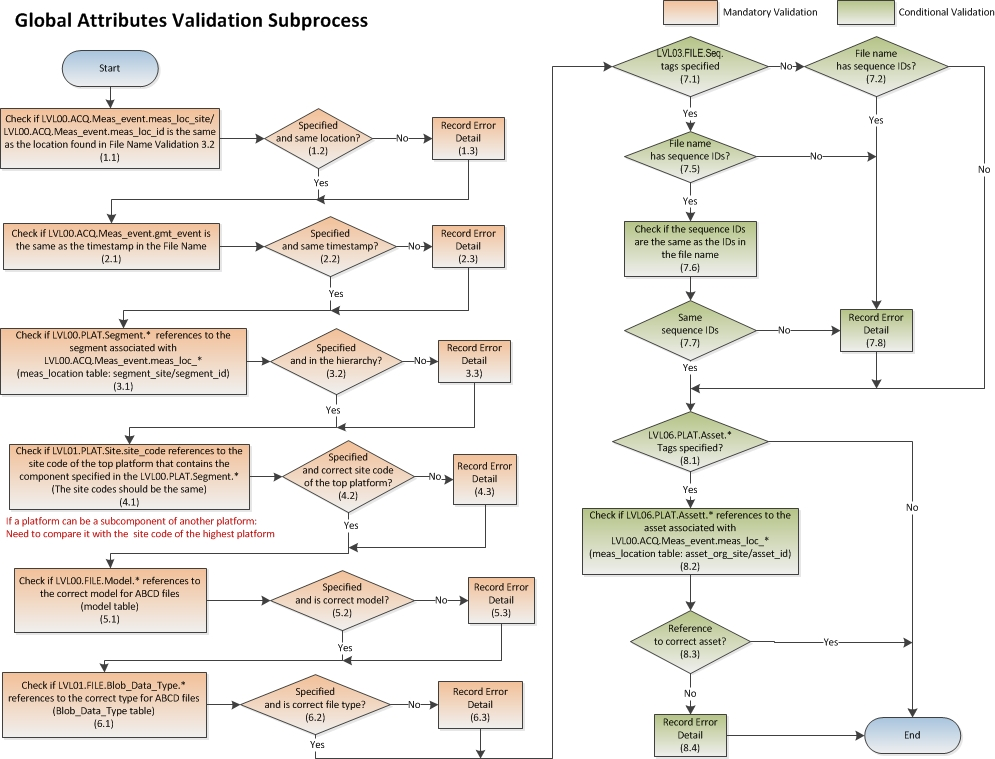 Global Attributes Validation Subprocess
Mandatory Validation
Conditional Validation
Start
Check if LVL00.ACQ.Meas_event.meas_loc_site/
LVL00.ACQ.Meas_event.meas_loc_id is the same
as the location found in File Name Validation 3.2
(1.1)
Specified
and same location?
(1.2)
No
Record Error
Detail
(1.3)
Yes
Check if LVL00.ACQ.Meas_event.gmt_event is
the same as the timestamp in the File Name
(2.1)
Specified
and same timestamp?
(2.2)
No
Record Error
Detail
(2.3)
Yes
Check if LVL00.PLAT.Segment.* references to the
segment associated with
LVL00.ACQ.Meas_event.meas_loc_*
(meas_location table: segment_site/segment_id)
(3.1)
Specified
and in the hierarchy?
(3.2)
No
Record Error
Detail
3.3)
Yes
Check if LVL01.PLAT.Site.site_code references to the
site code of the top platform that contains the
component specified in the LVL00.PLAT.Segment.*
(The site codes should be the same)
(4.1)
Specified
and correct site code
of the top platform?
(4.2)
No
Record Error
Detail
(4.3)
Yes
If a platform can be a subcomponent of another platform:
Need to compare it with the site code of the highest platform
Check if LVL00.FILE.Model.* references to
the correct model for ABCD files
(model table)
(5.1)
Specified
and is correct model?
(5.2)
No
Record Error
Detail
(5.3)
Yes
Check if LVL01.FILE.Blob_Data_Type.*
references to the correct type for ABCD files
(Blob_Data_Type table)
(6.1)
Specified
and is correct file type?
(6.2)
No
Record Error
Detail
(6.3)
Yes
LVL03.FILE.Seq.
tags specified
(7.1)
No
File name
has sequence IDs?
(7.2)
Yes
Yes
No
File name
has sequence IDs?
(7.5)
No
Yes
Check if the sequence IDs
are the same as the IDs in
the file name
(7.6)
Same
sequence IDs
(7.7)
No
Record Error
Detail
(7.8)
Yes
LVL06.PLAT.Asset.*
Tags specified?
(8.1)
Yes
No
Check if LVL06.PLAT.Assett.* references to the
asset associated with
LVL00.ACQ.Meas_event.meas_loc_*
(meas_location table: asset_org_site/asset_id)
(8.2)
Reference
to correct asset?
(8.3)
Yes
No
Record Error
Detail
(8.4)
End